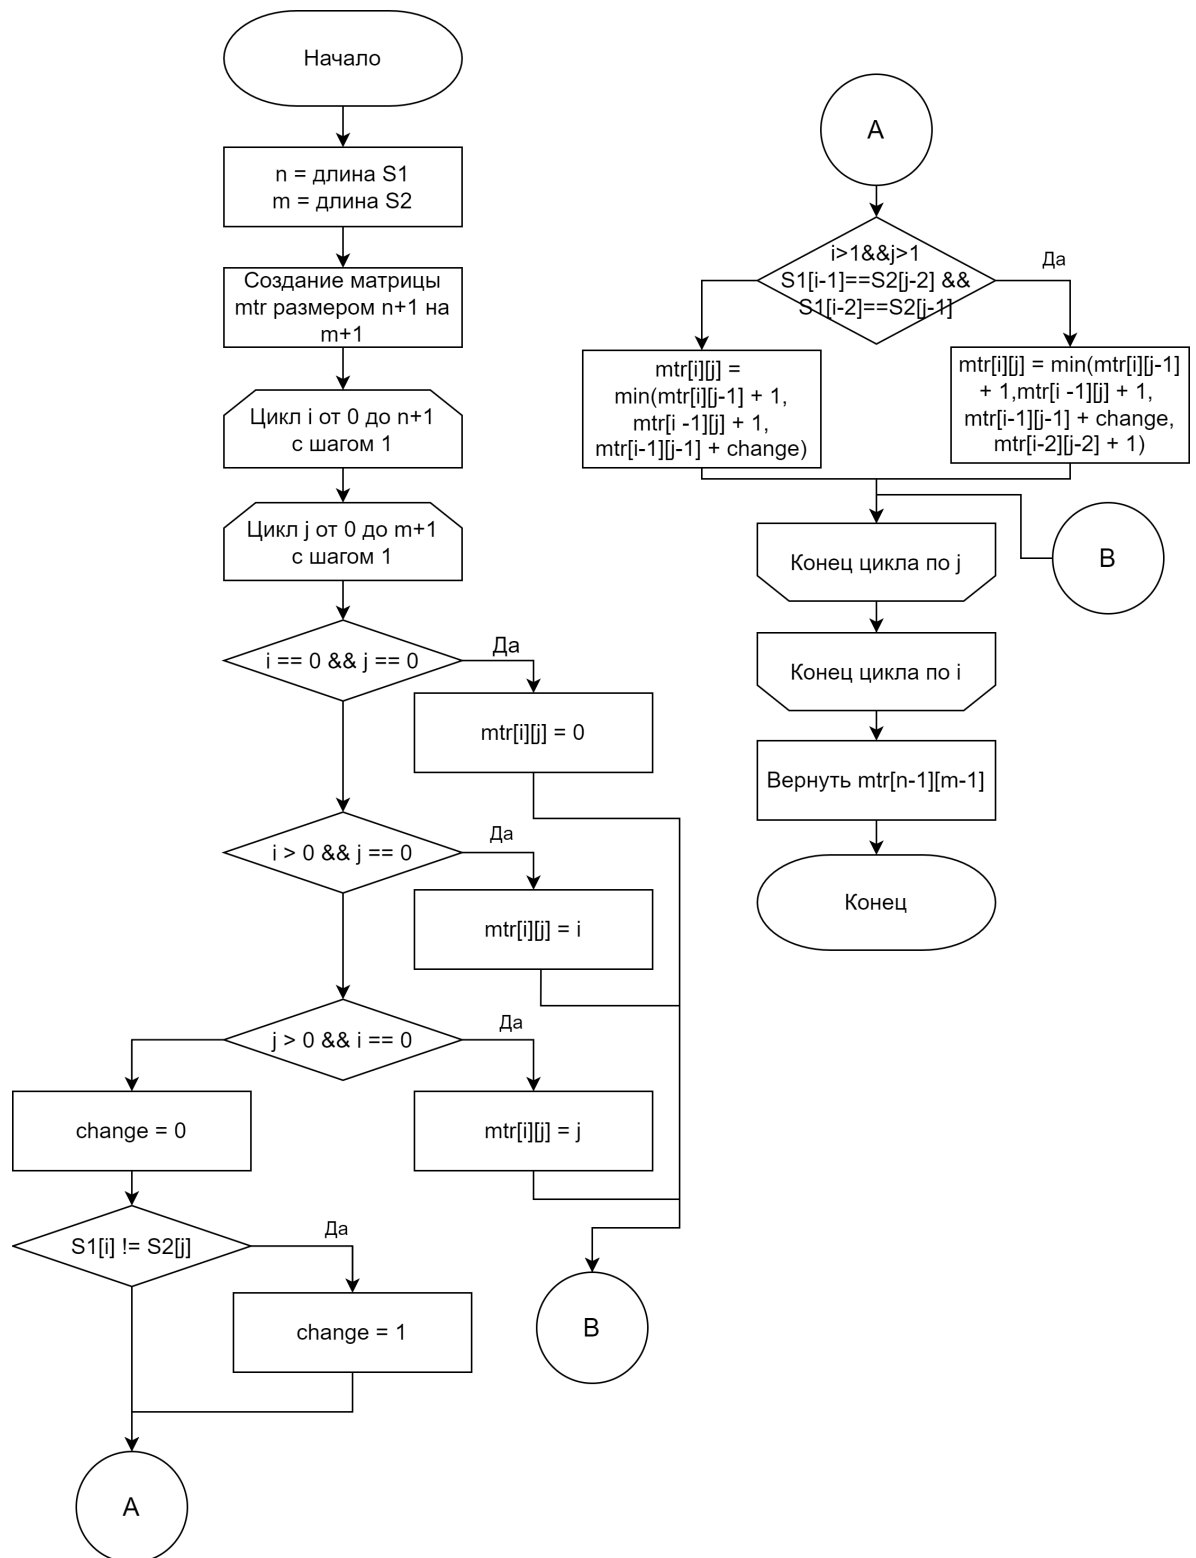 Начало
n = длина S1
m = длина S2
Создание матрицы
mtr размером n+1 на
m+1
Цикл i от 0 до n+1
с шагом 1
Цикл j от 0 до m+1
с шагом 1
i == 0 && j == 0
Да
mtr[i][j] = 0
i > 0 && j == 0
Да
mtr[i][j] = i
j > 0 && i == 0
Да
mtr[i][j] = j
change = 0
S1[i] != S2[j]
Да
change = 1
B
A
A
i>1&&j>1
S1[i-1]==S2[j-2] &&
S1[i-2]==S2[j-1]
Да
mtr[i][j] =
min(mtr[i][j-1] + 1,
mtr[i -1][j] + 1,
mtr[i-1][j-1] + change)
mtr[i][j] = min(mtr[i][j-1]
+ 1,mtr[i -1][j] + 1,
mtr[i-1][j-1] + change,
mtr[i-2][j-2] + 1)
B
Конец цикла по j
Конец цикла по i
Вернуть mtr[n-1][m-1]
Конец